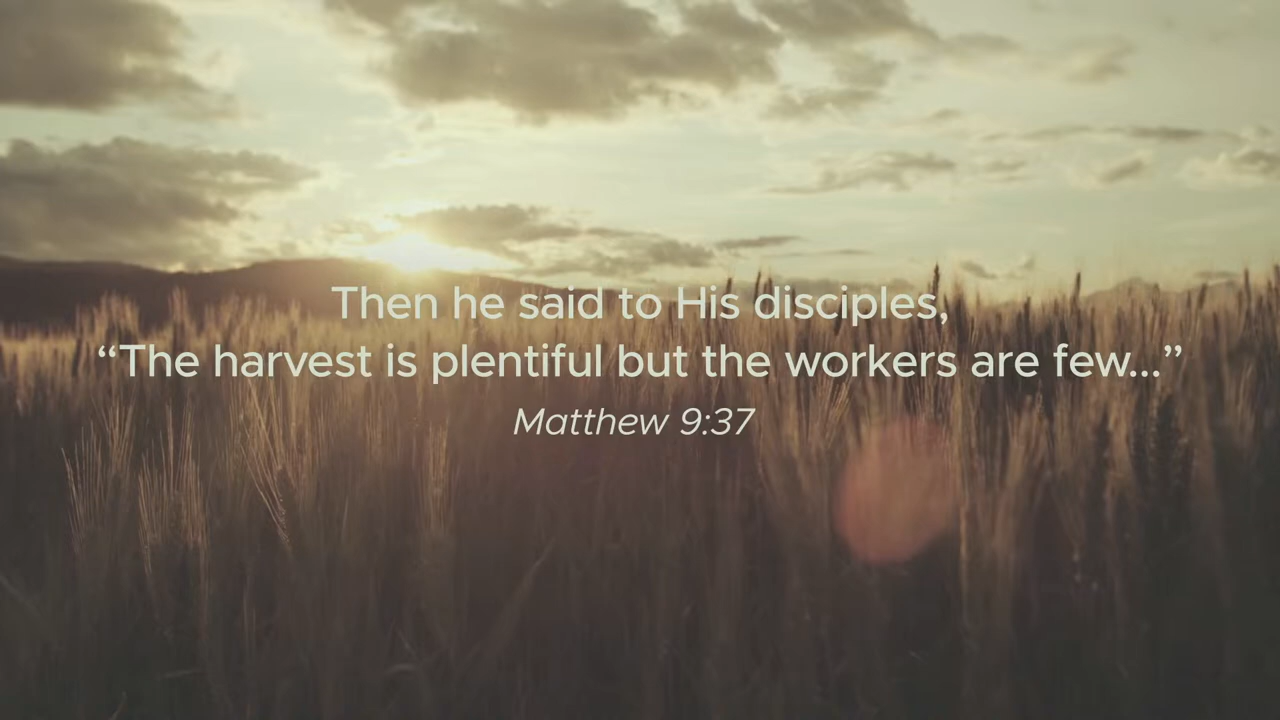 Then he said to His disciples,
“The harvest is plentiful but the workers are few...”
Matthew 9:37